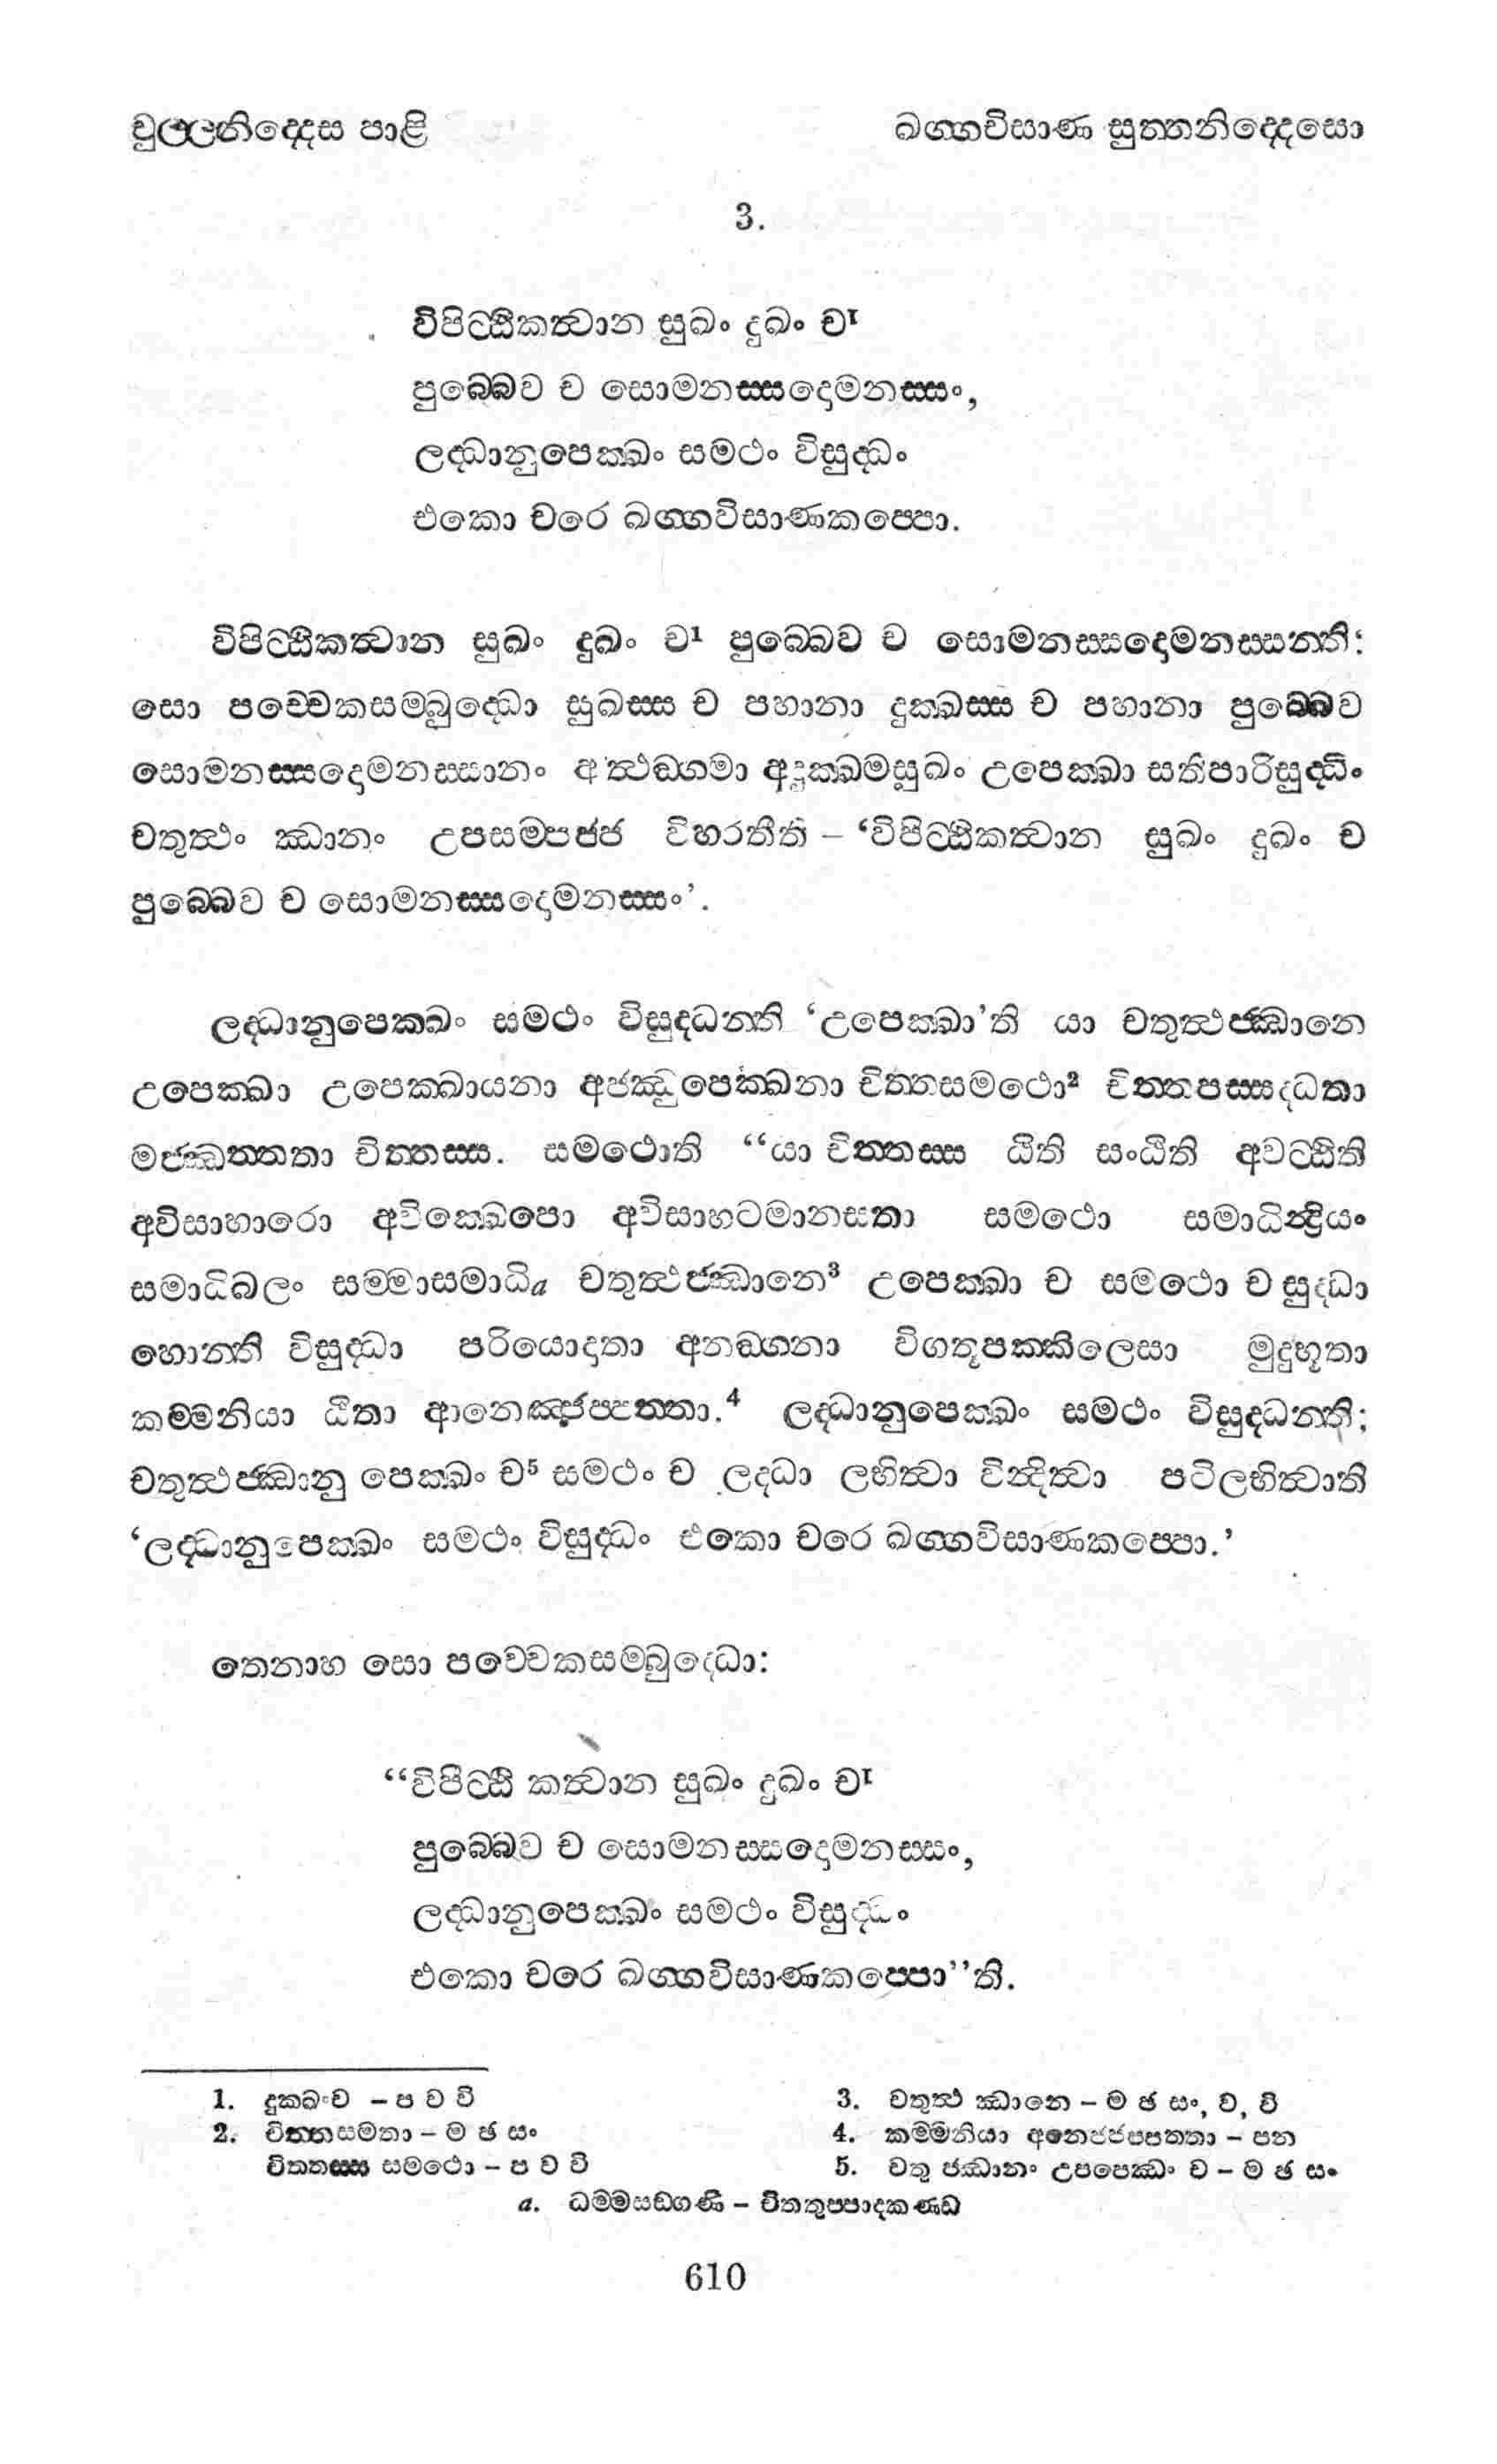 චුල්ලනිද්දෙස පාළි
ඛග්ගවිසාණ සුත්තනිද්දෙසො
3.
විපිට්ඨිකත්වාන සුඛං දුඛං ච¹
පුබ්බෙව ච සොමනස්සදොමනස්සං,
ලද්ධානුපෙක්ඛං සමථං විසුද්ධං
එකො චරෙ ඛග්ගවිසාණකප්පො.
විපිට්ඨිකත්වාන සුඛං දුඛං ච¹ පුබ්බෙව ච සොමනස්සදොමනස්සන්ති:
සො පච්චෙකසම්බුද්ධො සුඛස්ස ච පහානා දුක්ඛස්ස ච පහානා පුබ්බෙව
සොමනස්සදොමනස්සානං අත්ථඞ්ගමා අදුක්ඛමසුඛං උපෙක්ඛා සතිපාරිසුද්ධිං
චතුත්ථං ඣානං උපසම්පජ්ජ විහරතීති – ‘විපිට්ඨිකත්වාන සුඛං දුඛං ච
පුබ්බෙව ච සොමනස්සදොමනස්සං’.
ලද්ධානුපෙක්ඛං සමථං විසුද්ධන්ති ‘උපෙක්ඛා’ති යා චතුත්ථජ්ඣානෙ
උපෙක්ඛා උපෙක්ඛායනා අජ්ඣුපෙක්ඛනා චිත්තසමථො² චිත්තපස්සද්ධතා
මජ්ඣත්තතා චිත්තස්ස. සමථොති “යා චිත්තස්ස ඨිති සංඨිති අවට්ඨිති
අවිසාහාරො අවික්ඛෙපො අවිසාහටමානසතා සමථො සමාධින්ද්‍රියං
සමාධිබලං සම්මාසමාධිa චතුත්ථජ්ඣානෙ³ උපෙක්ඛා ච සමථො ච සුද්ධා
හොන්ති විසුද්ධා පරියොදාතා අනඞ්ගනා විගතූපක්කිලෙසා මුදුභූතා
කම්මනියා ඨිතා ආනෙඤ්ජප්පත්තා.⁴ ලද්ධානුපෙක්ඛං සමථං විසුද්ධන්ති;
චතුත්ථජ්ඣානු පෙක්ඛං ච⁵ සමථං ච ලද්ධා ලභිත්වා වින්දිත්වා පටිලභිත්වාති
‘ලද්ධානුපෙක්ඛං සමථං විසුද්ධං එකො චරෙ ඛග්ගවිසාණකප්පො.’
තෙනාහ සො පච්චෙකසම්බුද්ධො:
“විපිට්ඨි කත්වාන සුඛං දුඛං ච¹
පුබ්බෙව ච සොමනස්සදොමනස්සං,
ලද්ධානුපෙක්ඛං සමථං විසුද්ධං
එකො චරෙ ඛග්ගවිසාණකප්පො”ති.
1. දුක්ඛංච – ප ව වි
2. චිත්තසමතා – ම ඡ සං
චිත්තස්ස සමථො – ප ව වි
3. චතුත්ථ ඣානෙ – ම ඡ සං, ව, වි
4. කම්මනියා අනෙජ්ජප්පත්තා – පන
5. චතු ජ්ඣානං උපපෙඣං ච – ම ඡ සං
a. ධම්මසඞ්ගණි – චිත්තුප්පාදකණ්ඩ
610